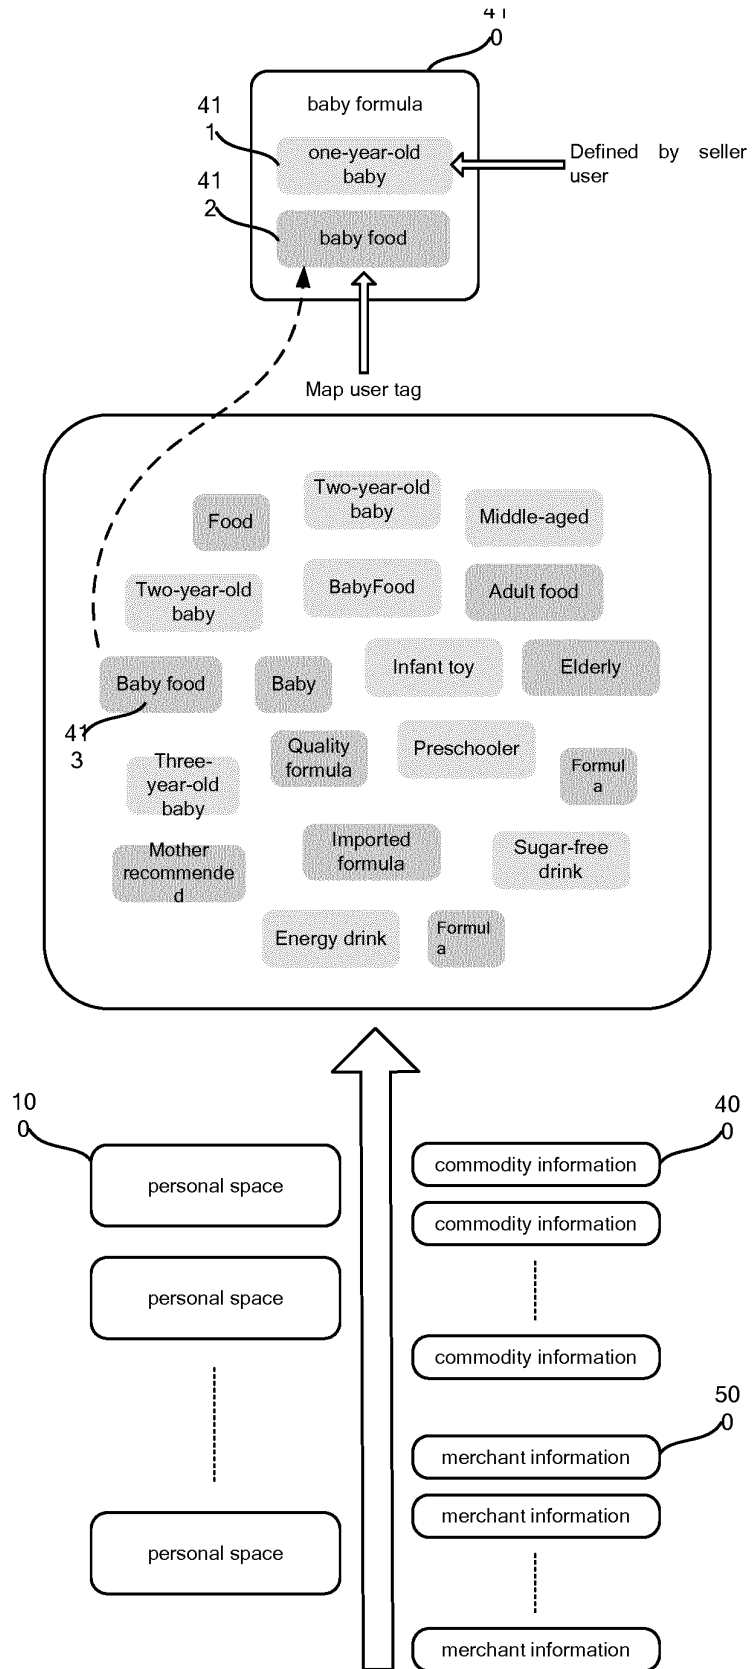 41
0
baby formula
41
1
one-year-old
baby
Defined by seller
user
41
2
baby food
Map user tag
Two-year-old
baby
Food
Middle-aged
Two-year-old
baby
BabyFood
Adult food
Infant toy
Elderly
Baby food
Baby
41
3
Quality
formula
Preschooler
Three-
year-old
baby
Formul
a
Imported
formula
Sugar-free
drink
Mother
recommende
d
Energy drink
Formul
a
10
0
40
0
personal space
commodity information
commodity information
personal space
commodity information
50
0
merchant information
merchant information
personal space
merchant information